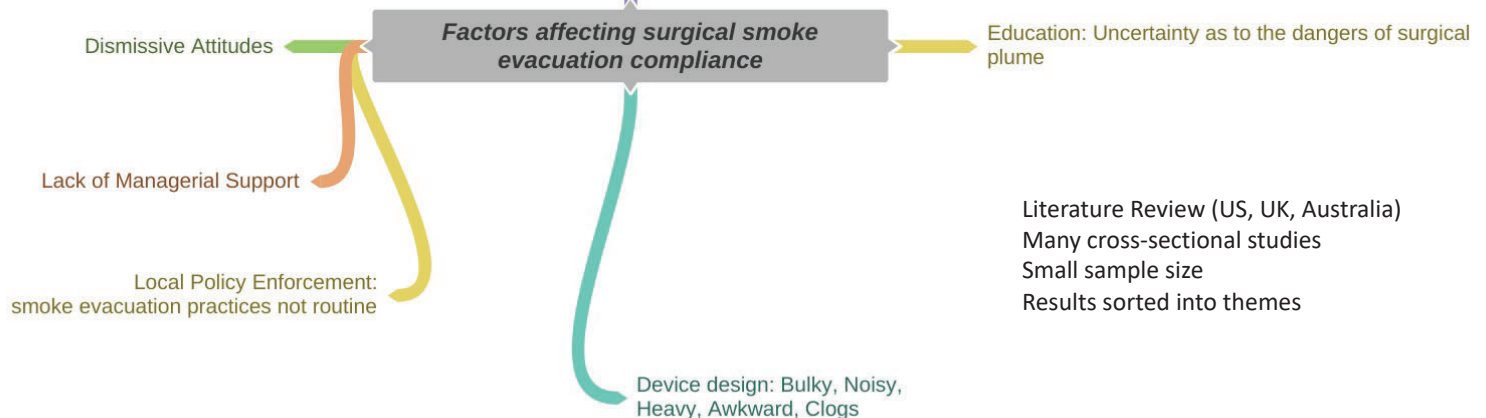 Factors affecting surgical smoke
evacuation compliance
Dismissive Attitudes
Education: Uncertainty as to the dangers of surgical
plume
Lack of Managerial Support
Local Policy Enforcement:
smoke evacuation practices not routine
Literature Review (US, UK, Australia)
Many cross-sectional studies
Small sample size
Results sorted into themes
Device design: Bulky, Noisy,
Heavy, Awkward, Clogs